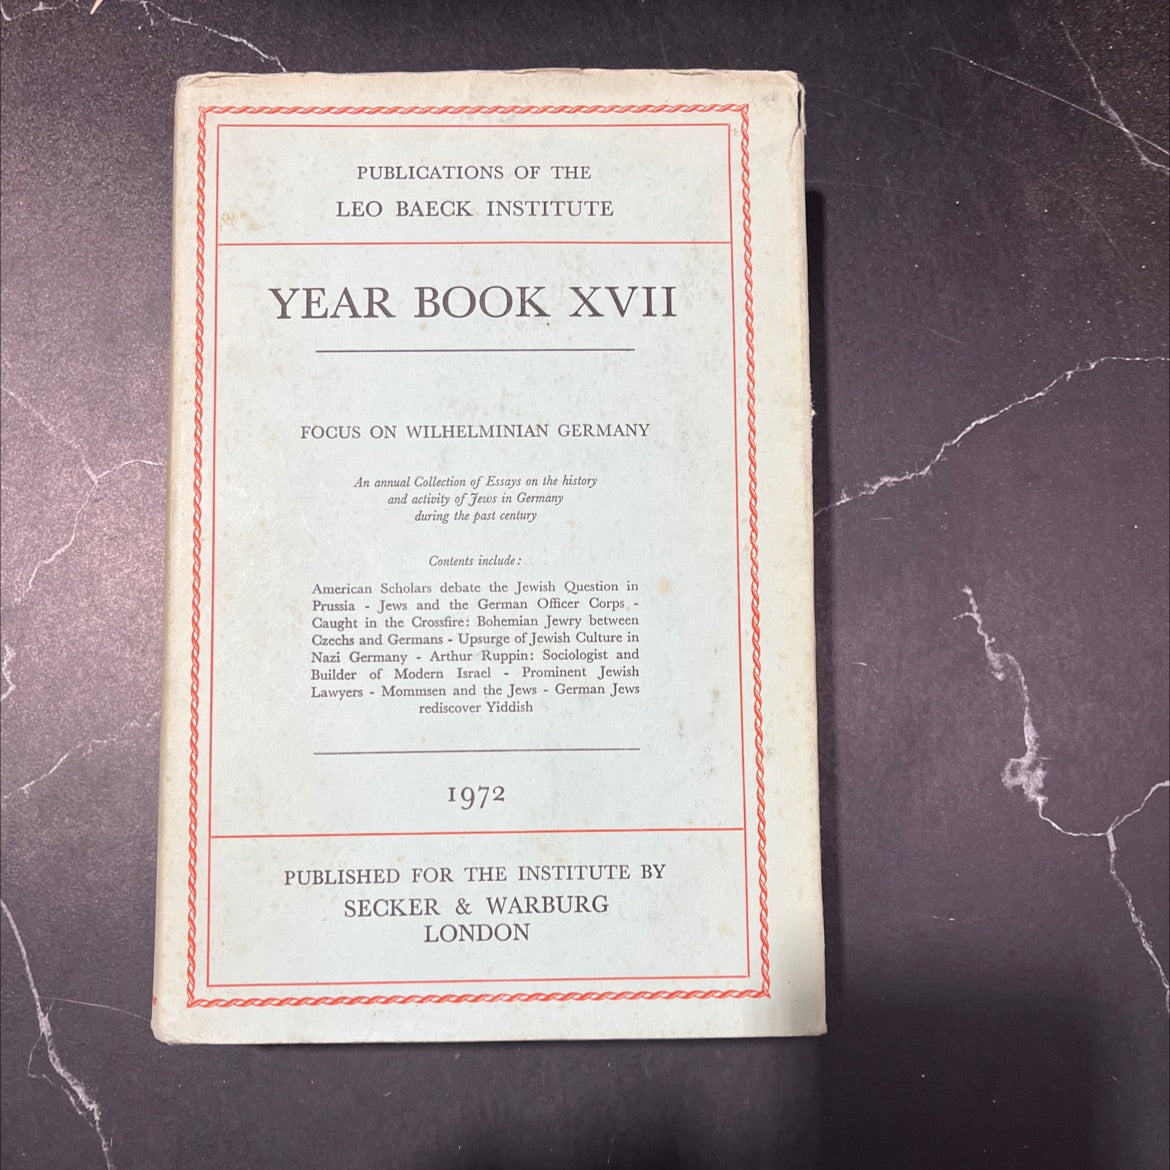 PUBLICATIONS OF THE
LEO BAECK INSTITUTE
YEAR BOOK XVII
FOCUS ON WILHELMINIAN GERMANY
An annual Collection of Essays on the history
and activity of Jews in Germany
during the past century
Contents include:
American Scholars debate the Jewish Question in
Prussia - Jews and the German Officer Corps -
Caught in the Crossfire: Bohemian Jewry between
Czechs and Germans - Upsurge of Jewish Culture in
Nazi Germany - Arthur Ruppin: Sociologist and
Builder of Modern Israel - Prominent Jewish
Lawyers - Mommsen and the Jews - German Jews
rediscover Yiddish
1972
PUBLISHED FOR THE INSTITUTE BY
SECKER & WARBURG
LONDON